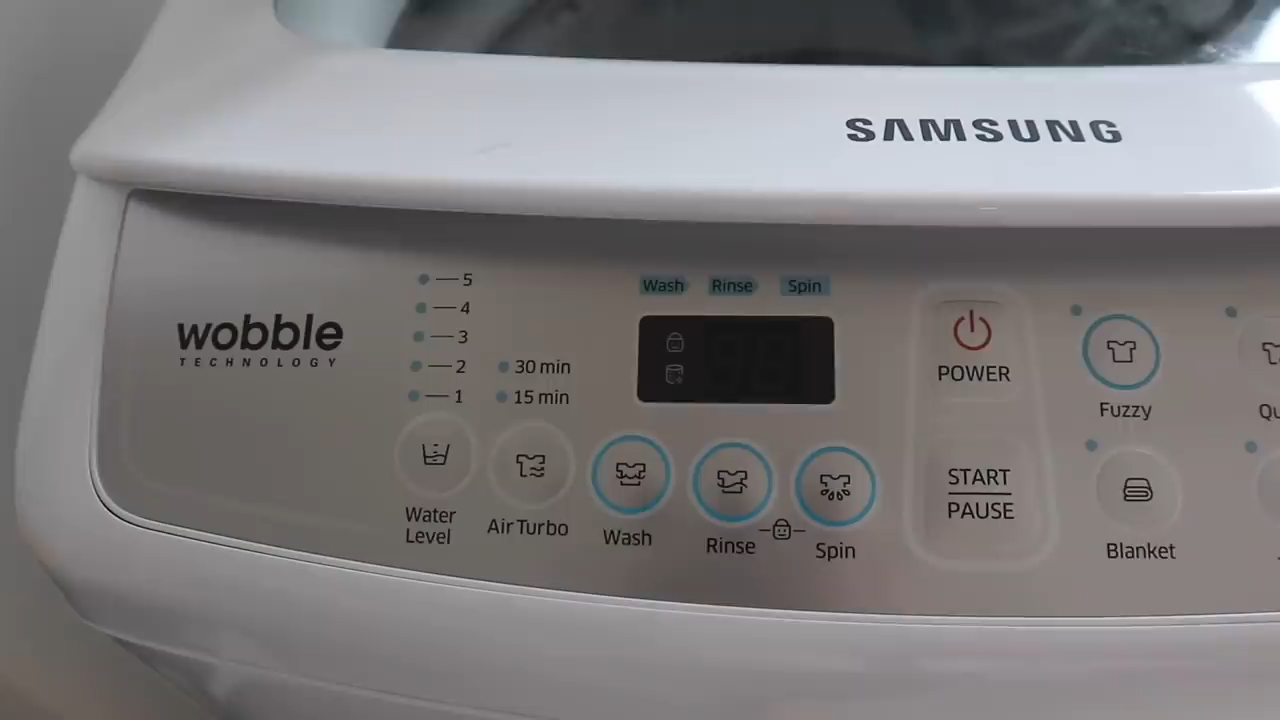 SAMSUNG
wobble
TECHNOLOGY
5
4
3
2
1
30 min
15 min
Wash Rinse Spin
POWER
START
PAUSE
Water
Level
Air Turbo
Wash
Rinse
Spin
Fuzzy
Blanket